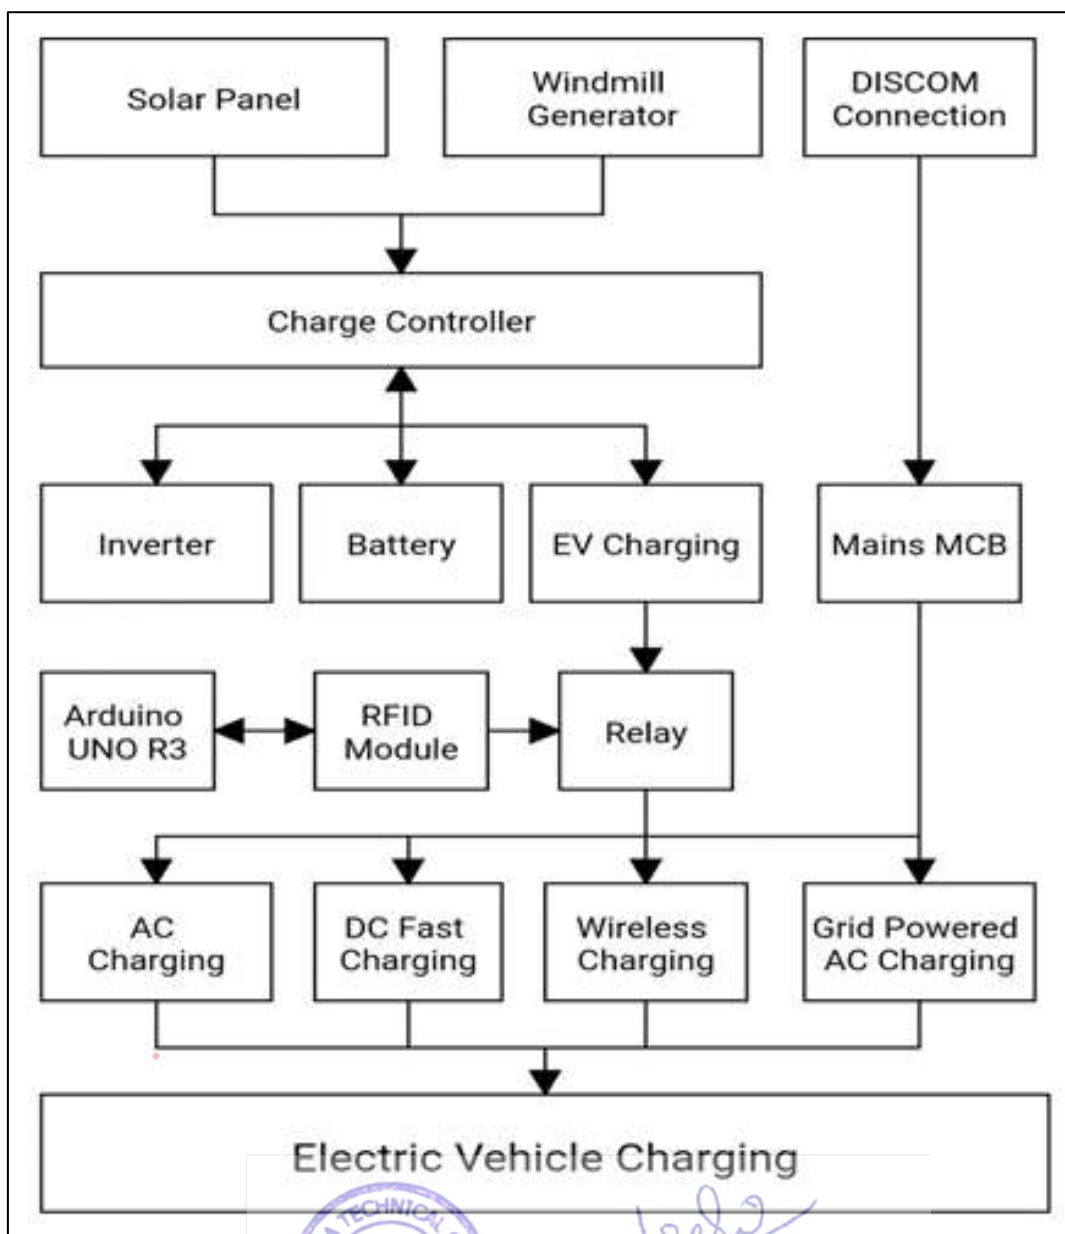 Solar Panel
Windmill
Generator
DISCOM
Connection
Charge Controller
Inverter
Battery
EV Charging
Mains MCB
Arduino
UNO R3
RFID
Module
Relay
AC
Charging
DC Fast
Charging
Wireless
Charging
Grid Powered
AC Charging
Electric Vehicle Charging
TECHNICAL